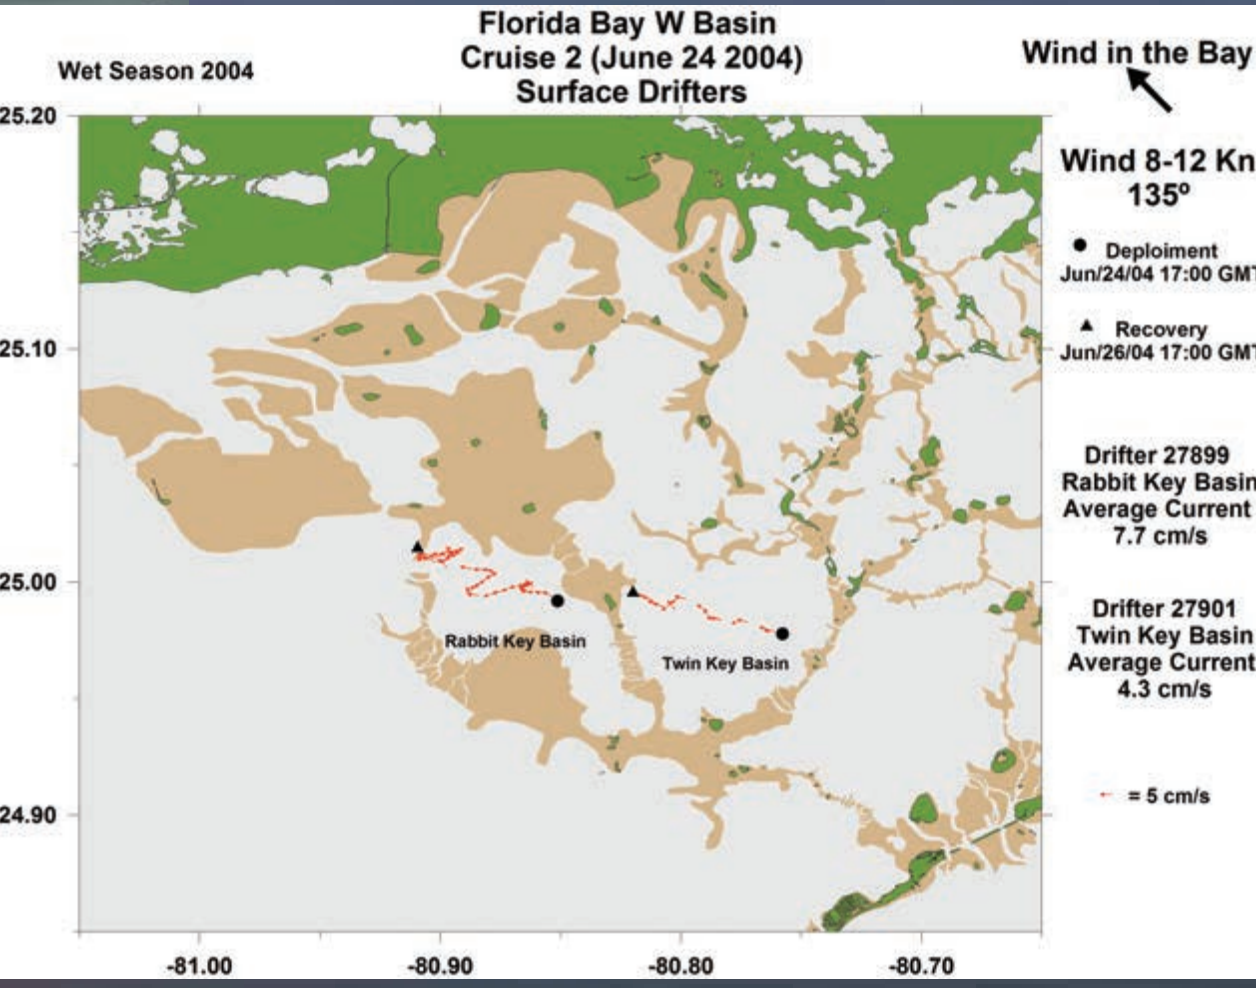 Florida Bay W Basin
Cruise 2 (June 24 2004)
Surface Drifters
Wet Season 2004
Wind in the Bay
Wind 8-12 Kn
135º
Deploiment
Jun/24/04 17:00 GMT
Recovery
Jun/26/04 17:00 GMT
Drifter 27899
Rabbit Key Basin
Average Current
7.7 cm/s
Drifter 27901
Twin Key Basin
Average Current
4.3 cm/s
= 5 cm/s
25.20
25.10
25.00
24.90
Rabbit Key Basin
Twin Key Basin
-81.00
-80.90
-80.80
-80.70